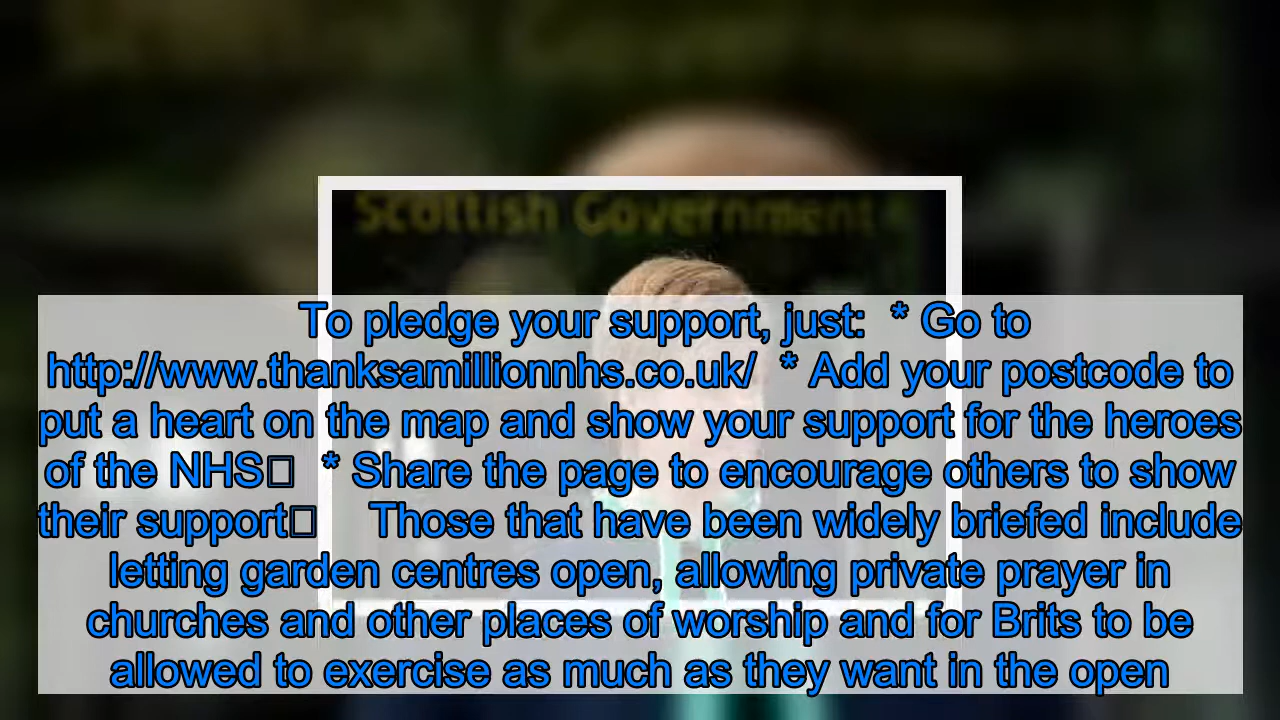 Scottish Government
To pledge your support, just:  * Go to
http://www.thanksamillionnhs.co.uk/  * Add your postcode to
put a heart on the map and show your support for the heroes
of the NHS□  * Share the page to encourage others to show
their support□    Those that have been widely briefed include
letting garden centres open, allowing private prayer in
churches and other places of worship and for Brits to be
allowed to exercise as much as they want in the open